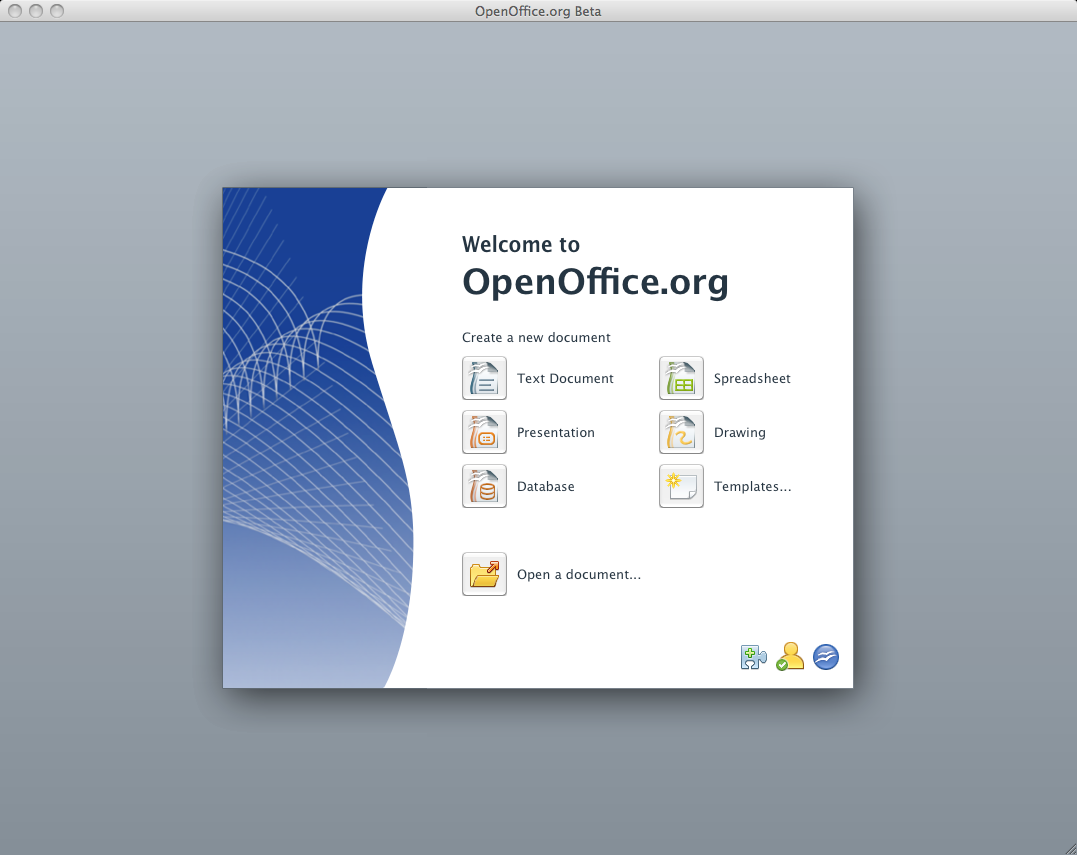 OpenOffice.org Beta
Welcome to
OpenOffice.org
Create a new document
Text Document
Spreadsheet
Presentation
Drawing
Database
Templates...
Open a document...